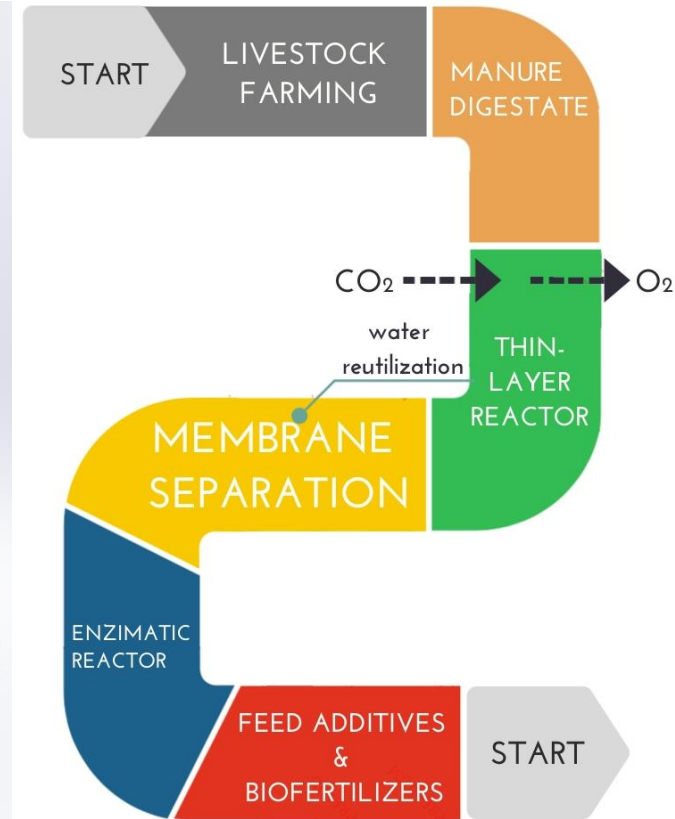 START
LIVESTOCK
FARMING
MANURE
DIGESTATE
CO₂
O₂
water
reutilization
THIN-
LAYER
REACTOR
MEMBRANE
SEPARATION
ENZIMATIC
REACTOR
FEED ADDITIVES
&
BIOFERTILIZERS
START